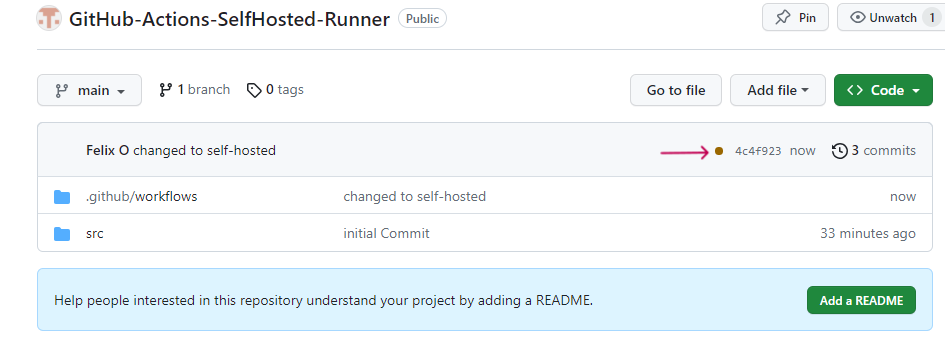 GitHub-Actions-SelfHosted-Runner Public Pin Unwatch 1
main 1 branch 0 tags Go to file Add file Code
Felix O changed to self-hosted 4c4f923 now 3 commits
.github/workflows changed to self-hosted now
src initial Commit 33 minutes ago
Help people interested in this repository understand your project by adding a README. Add a README